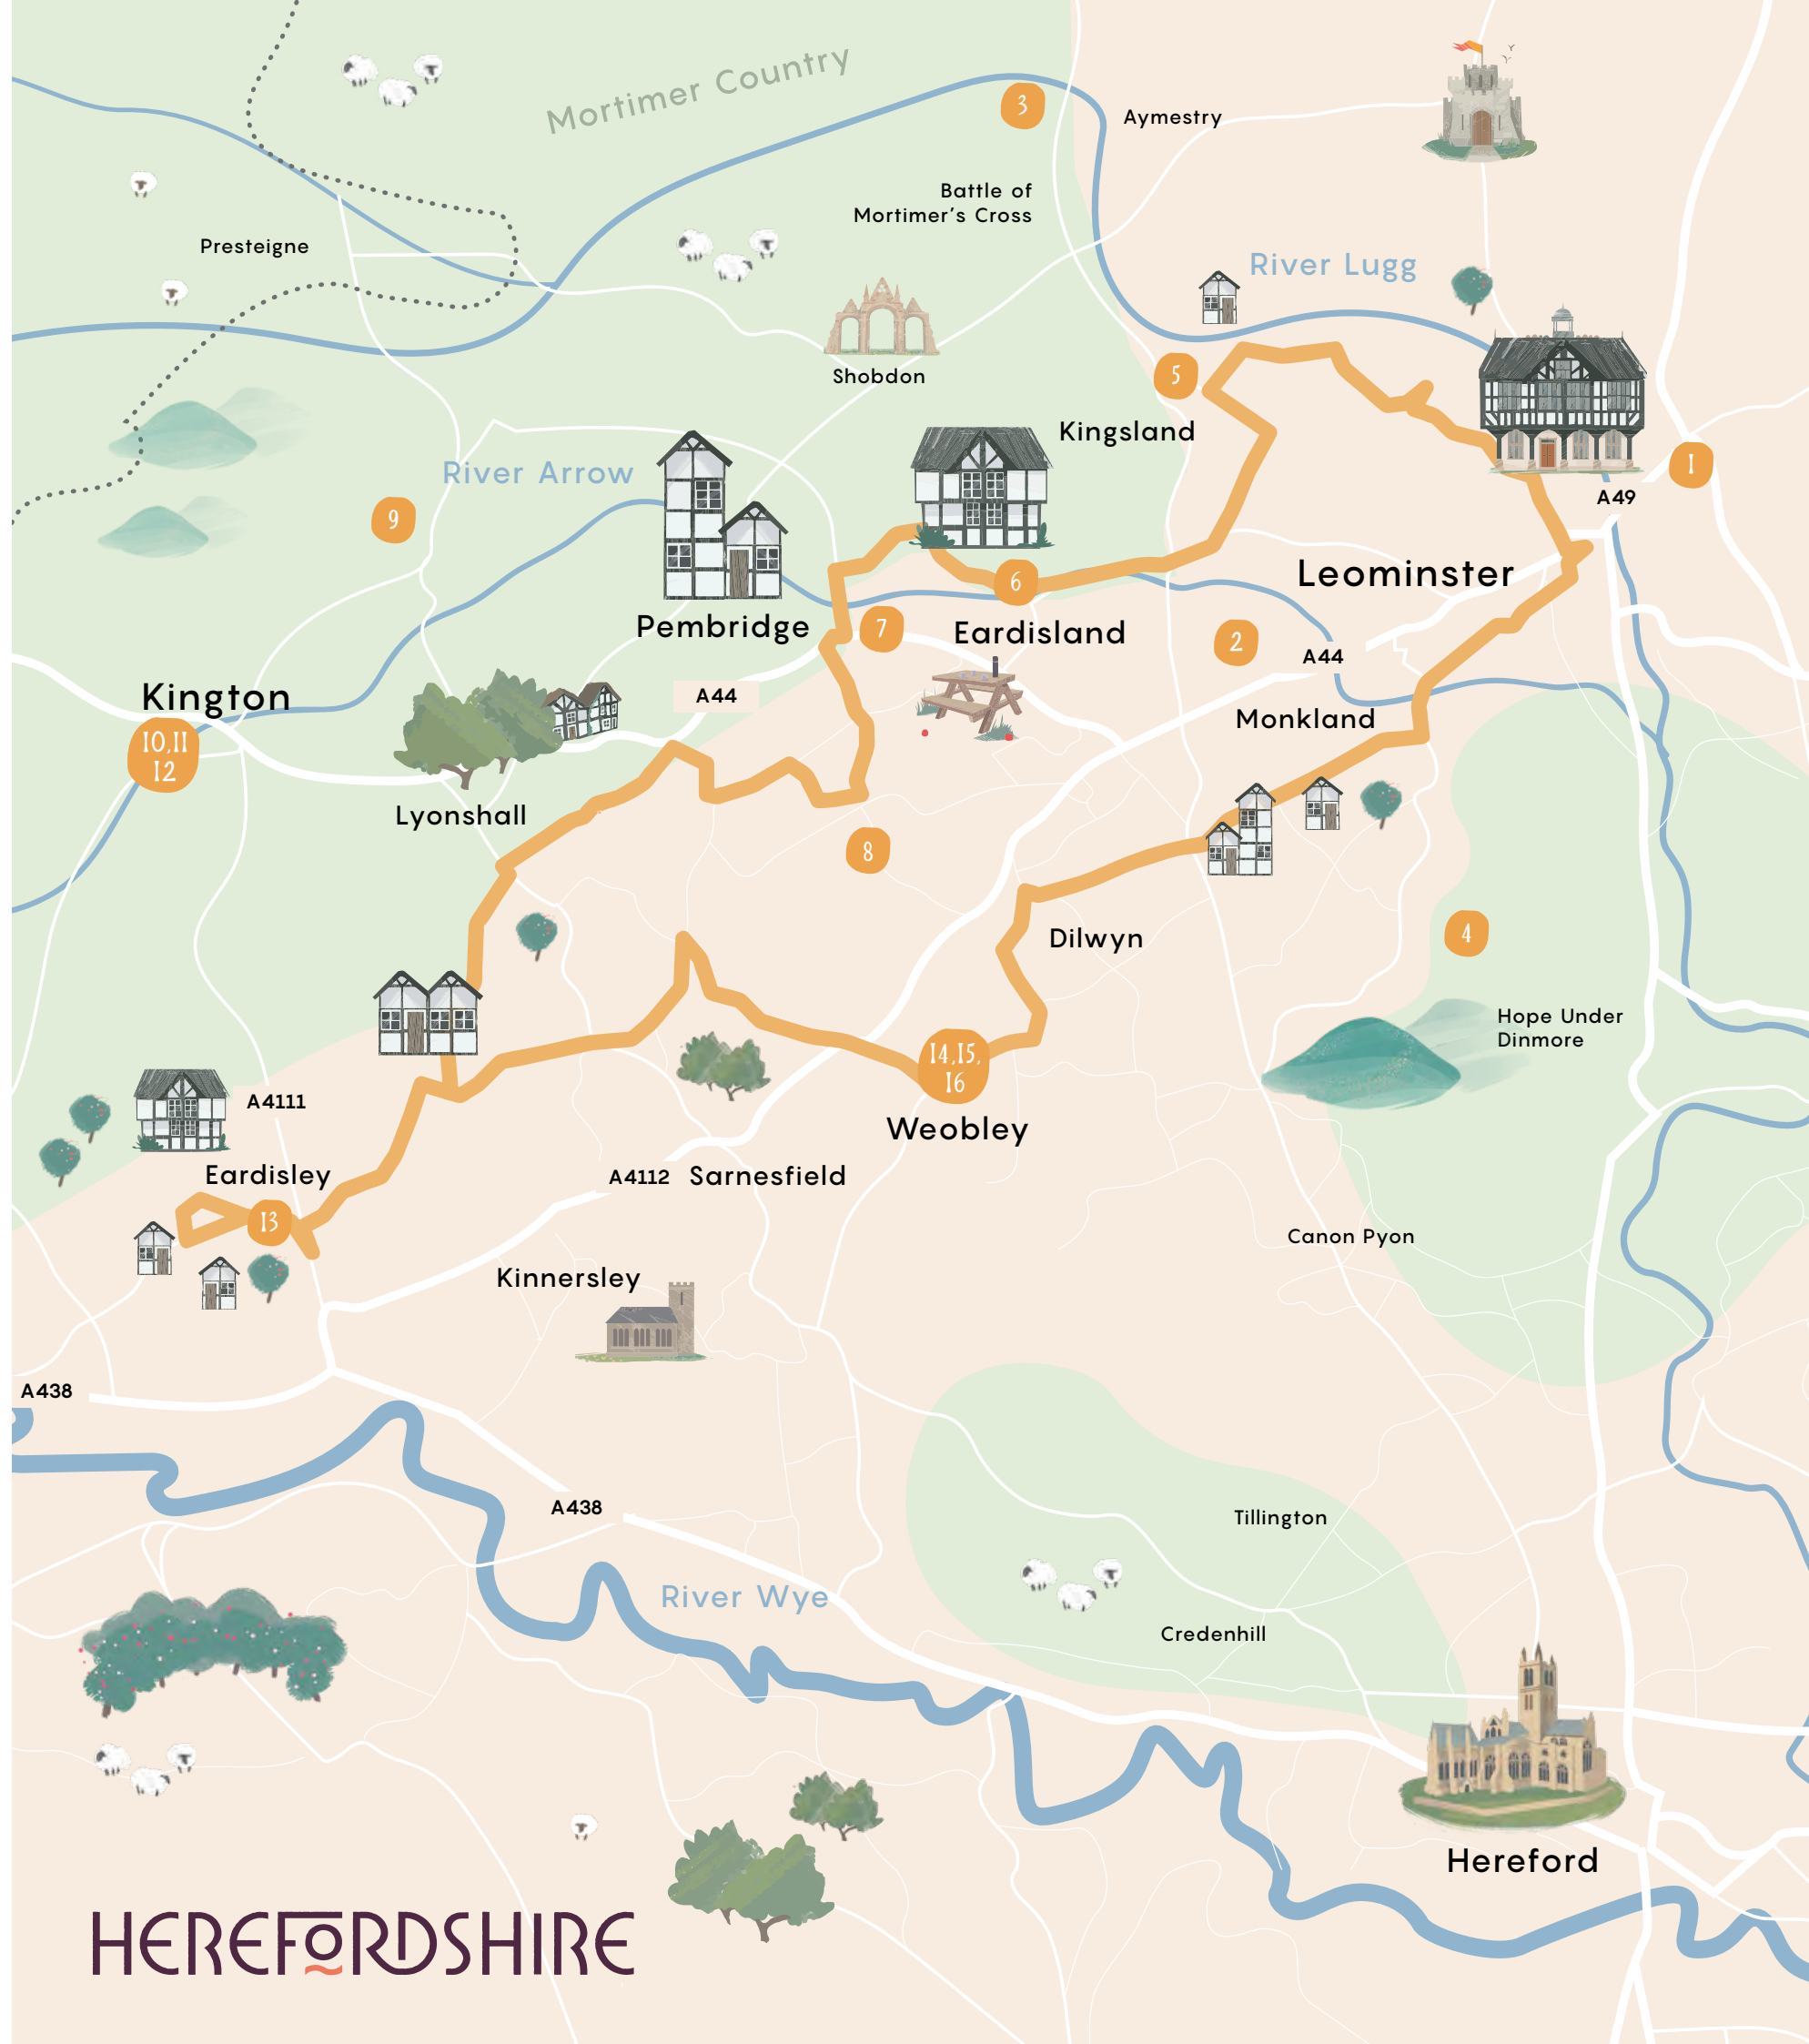 Mortimer Country
3
Aymestry
Battle of
Mortimer's Cross
Presteigne
River Lugg
Shobdon
5
Kingsland
River Arrow
1
A49
9
Leominster
6
Pembridge
7
Eardisland
2
A44
A44
Kington
10,11
12
Monkland
Lyonshall
8
4
Dilwyn
Hope Under
Dinmore
14,15,
16
A4111
Weobley
Eardisley
A4112
Sarnesfield
13
Canon Pyon
Kinnersley
A438
A438
Tillington
River Wye
Credenhill
Hereford
HEREFORDSHIRE